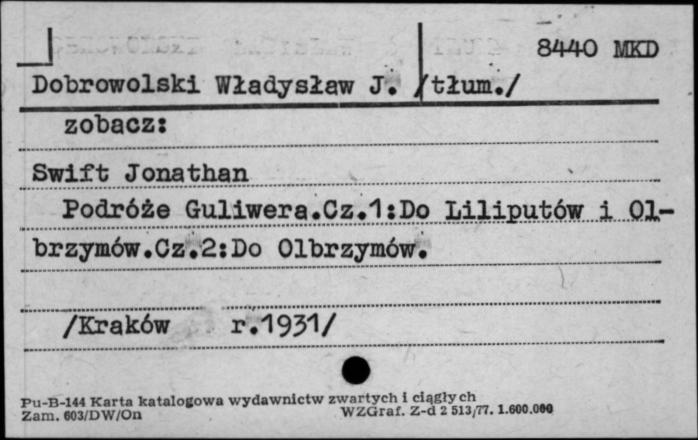 8440 MKD
Dobrowolski Władysław J. /tłum./
zobacz:
Swift Jonathan
Podróże Guliwera.Cz.1:Do Liliputów i Ol-
brzymów.Cz.2:Do Olbrzymów.
/Kraków r.1931/
Pu-B-144 Karta katalogowa wydawnictw zwartych i ciągłych
Zam. 603/DW/On WZGraf. Z-d 2 513/77. 1.600.000